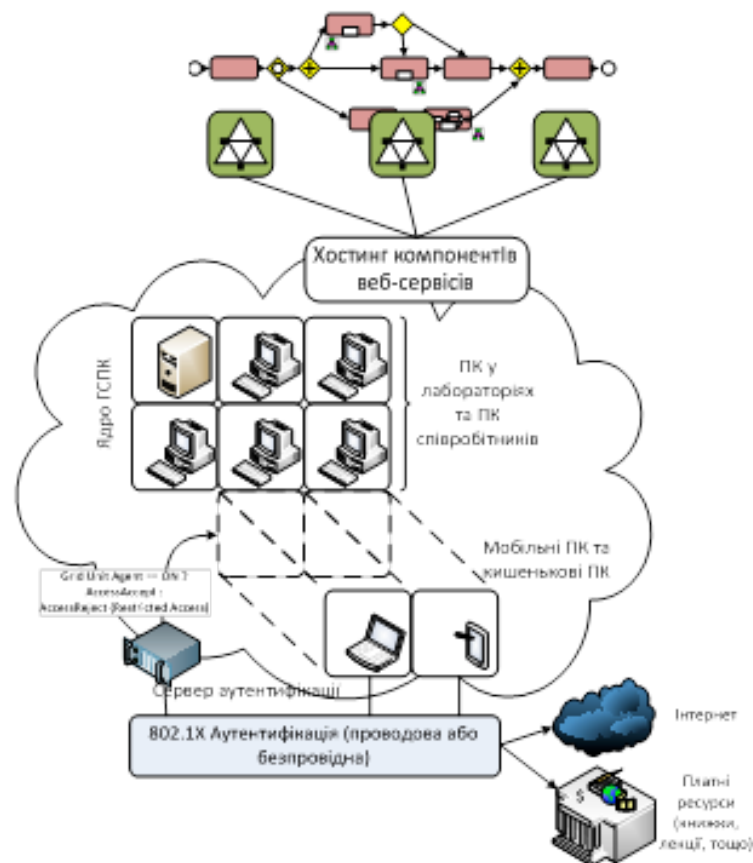 Хостинг компонентів
веб-сервісів
Ядро ГСПК
ПК у
лабораторіях
та ПК
співробітників
Мобільні ПК та
кишенькові ПК
Grid Unit Agent == ON ?
AccessAccept :
AccessReject (Restricted Access)
Сервер аутентифікації
802.1X Аутентифікація (проводова або
безпровідна)
Інтернет
Платні
ресурси
(книжки,
лекції, тощо)